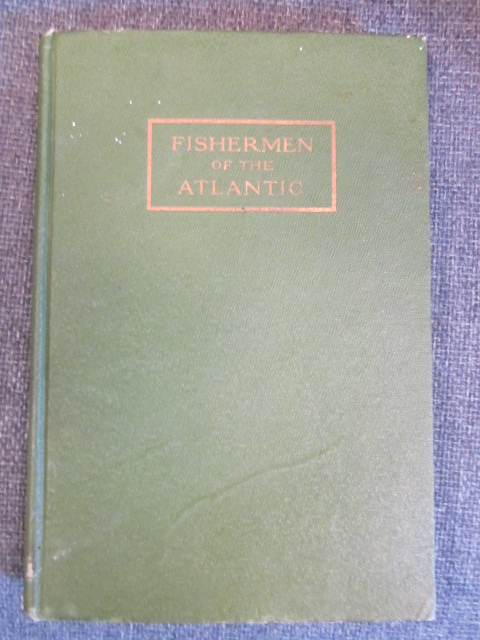 FISHERMEN
OF THE
ATLANTIC